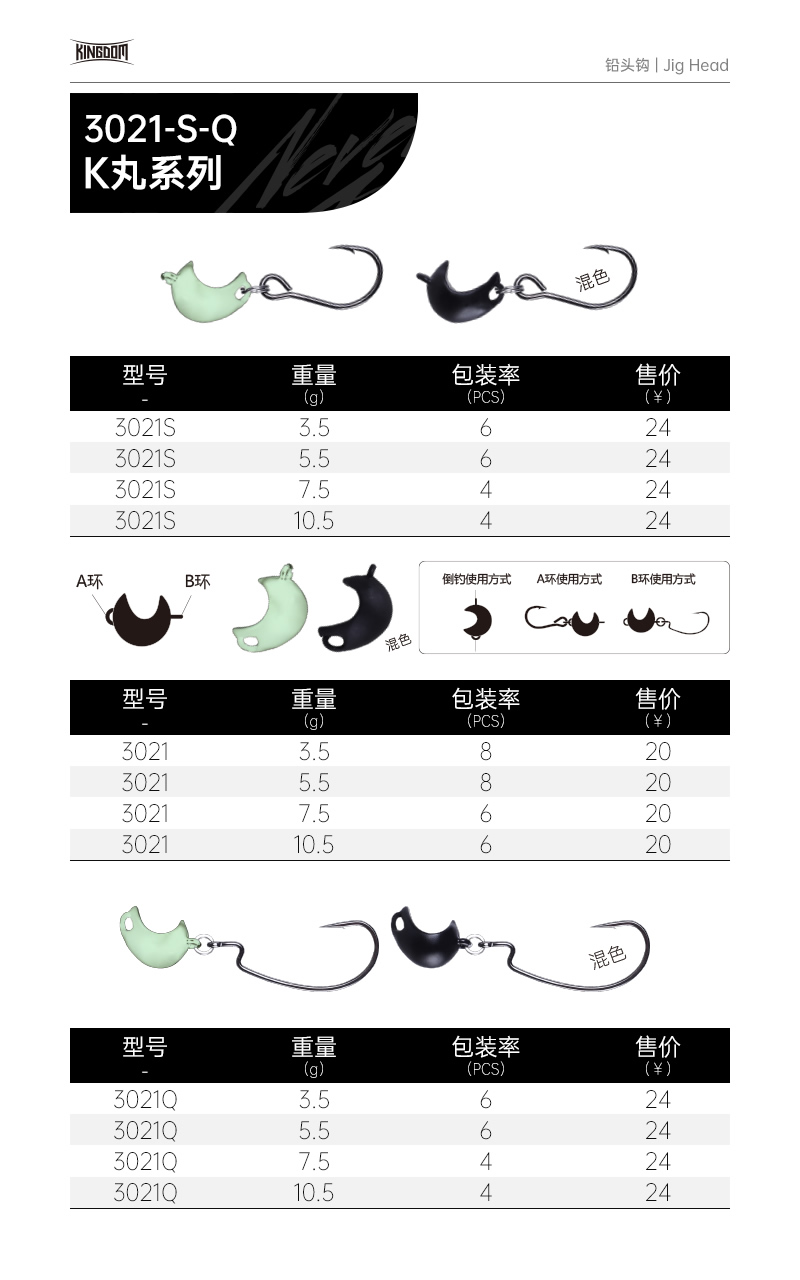 KINGDOM
铅头钩 | Jig Head
3021-S-Q
K丸系列
混色
型号 重量 包装率 售价
- (g) (PCS) (¥)
3021S 3.5 6 24
3021S 5.5 6 24
3021S 7.5 4 24
3021S 10.5 4 24
A环 B环
混色
倒钓使用方式 A环使用方式 B环使用方式
型号 重量 包装率 售价
- (g) (PCS) (¥)
3021 3.5 8 20
3021 5.5 8 20
3021 7.5 6 20
3021 10.5 6 20
混色
型号 重量 包装率 售价
- (g) (PCS) (¥)
3021Q 3.5 6 24
3021Q 5.5 6 24
3021Q 7.5 4 24
3021Q 10.5 4 24